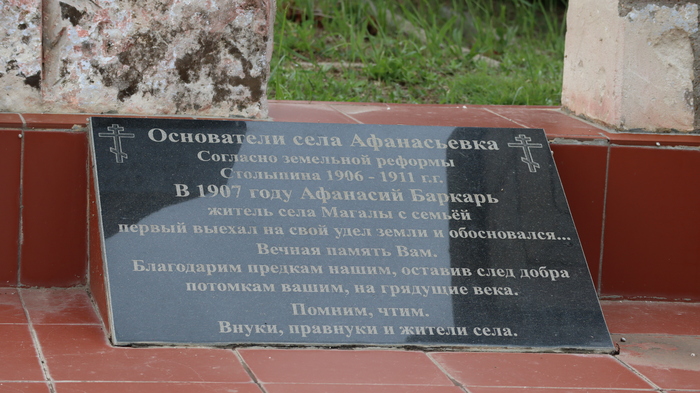 Основатели села Афанасьевка
Согласно земельной реформы
Столыпина 1906 - 1911 г.г.
В 1907 году Афанасий Баркарь
житель села Магалы с семьёй
первый выехал на свой удел земли и обосновался...
Вечная память Вам.
Благодарим предкам нашим, оставив след добра
потомкам вашим, на грядущие века.
Помним, чтим.
Внуки, правнуки и жители села.